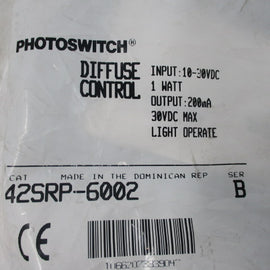 PHOTOSWITCH®
DIFFUSE CONTROL
INPUT: 10-30VDC
1 WATT
OUTPUT: 200mA
30VDC MAX
LIGHT OPERATE
CAT MADE IN THE DOMINICAN REP SER
42SRP-6002 B
CE